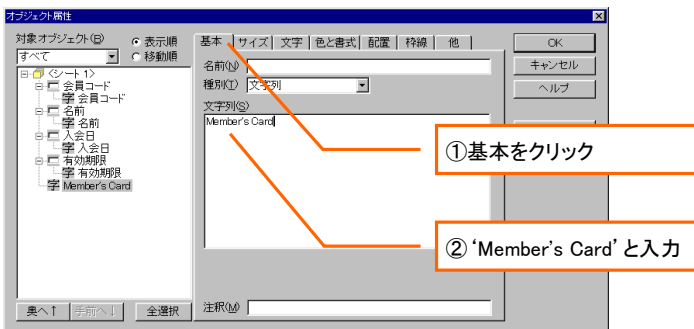 オブジェクト属性
対象オブジェクト(B)
表示順
移動順
すべて
<シート 1>
会員コード
字 会員コード
名前
字 名前
入会日
字 入会日
有効期限
字 有効期限
字 Member's Card
奥へ↑ 手前へ↓ 全選択
基本 サイズ 文字 色と書式 配置 枠線 他
名前(N)
種別(T) 文字列
文字列(S)
Member's Card
注釈(M)
OK
キャンセル
ヘルプ
①基本をクリック
②‘Member's Card’と入力